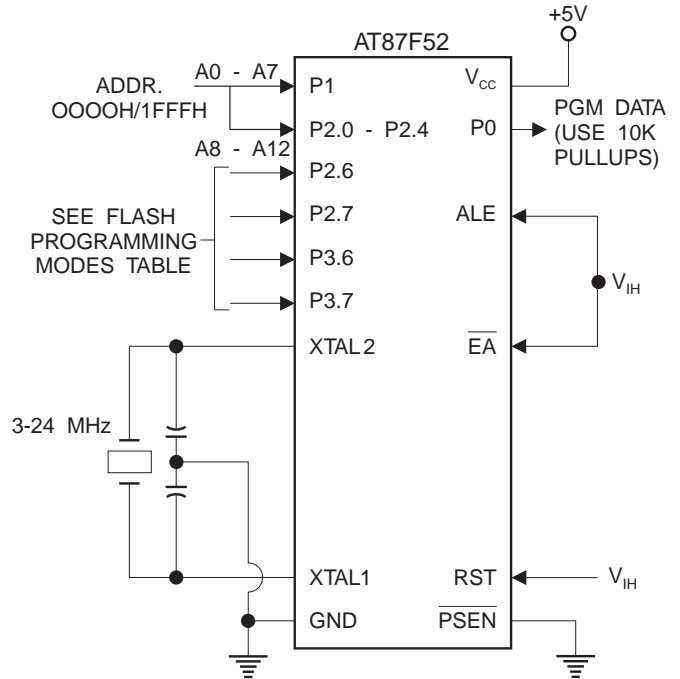 +5V
AT87F52
ADDR.
OOOOH/1FFFH
A0 - A7
P1
VCC
P2.0 - P2.4
P0
PGM DATA
(USE 10K
PULLUPS)
A8 - A12
P2.6
SEE FLASH
PROGRAMMING
MODES TABLE
P2.7
ALE
P3.6
VIH
P3.7
XTAL2
EA
3-24 MHz
XTAL1
RST
VIH
GND
PSEN